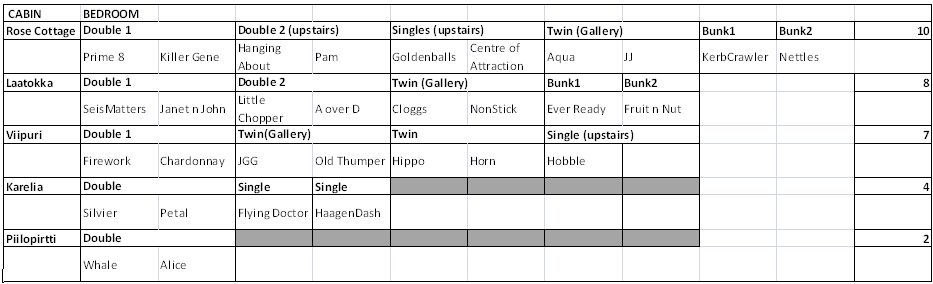 CABIN BEDROOM
Rose Cottage Double 1 Double 2 (upstairs) Singles (upstairs) Twin (Gallery) Bunk1 Bunk2 10
Prime 8 Killer Gene Hanging About Pam Goldenballs Centre of Attraction Aqua JJ KerbCrawler Nettles
Laatokka Double 1 Double 2 Twin (Gallery) Bunk1 Bunk2 8
SeisMatters Janet n John Little Chopper A over D Cloggs NonStick Ever Ready Fruit n Nut
Viipuri Double 1 Twin(Gallery) Twin Single (upstairs) 7
Firework Chardonnay JGG Old Thumper Hippo Horn Hobble
Karelia Double Single Single 4
Silvier Petal Flying Doctor HaagenDash
Piilopirtti Double 2
Whale Alice